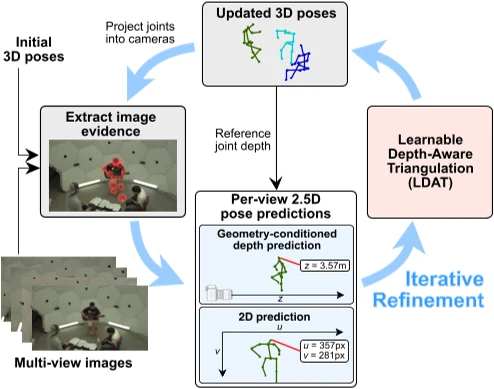 Updated 3D poses
Project joints
into cameras
Initial
3D poses
Extract image
evidence
Reference
joint depth
Learnable
Depth-Aware
Triangulation
(LDAT)
Per-view 2.5D
pose predictions
Geometry-conditioned
depth prediction
z = 3.57m
z
2D prediction
u
v
u = 357px
v = 281px
Iterative
Refinement
Multi-view images